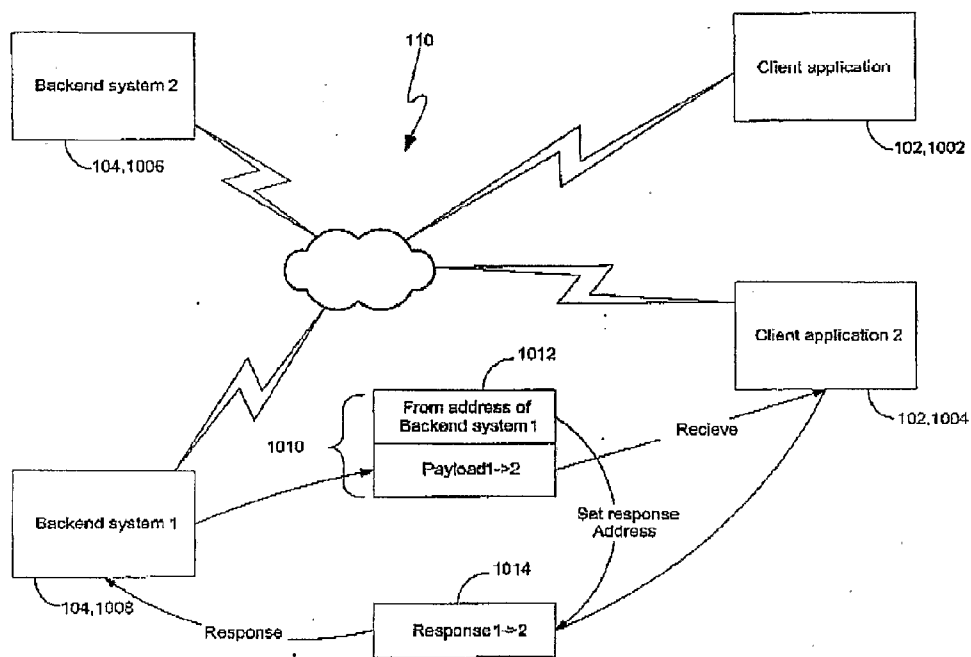 110
Backend system 2
Client application
104,1006
102,1002
Client application 2
1012
From address of
Backend system 1
102,1004
Recieve
1010
Payload1->2
Backend system 1
Set response
Address
1014
104,1008
Response
Response1->2